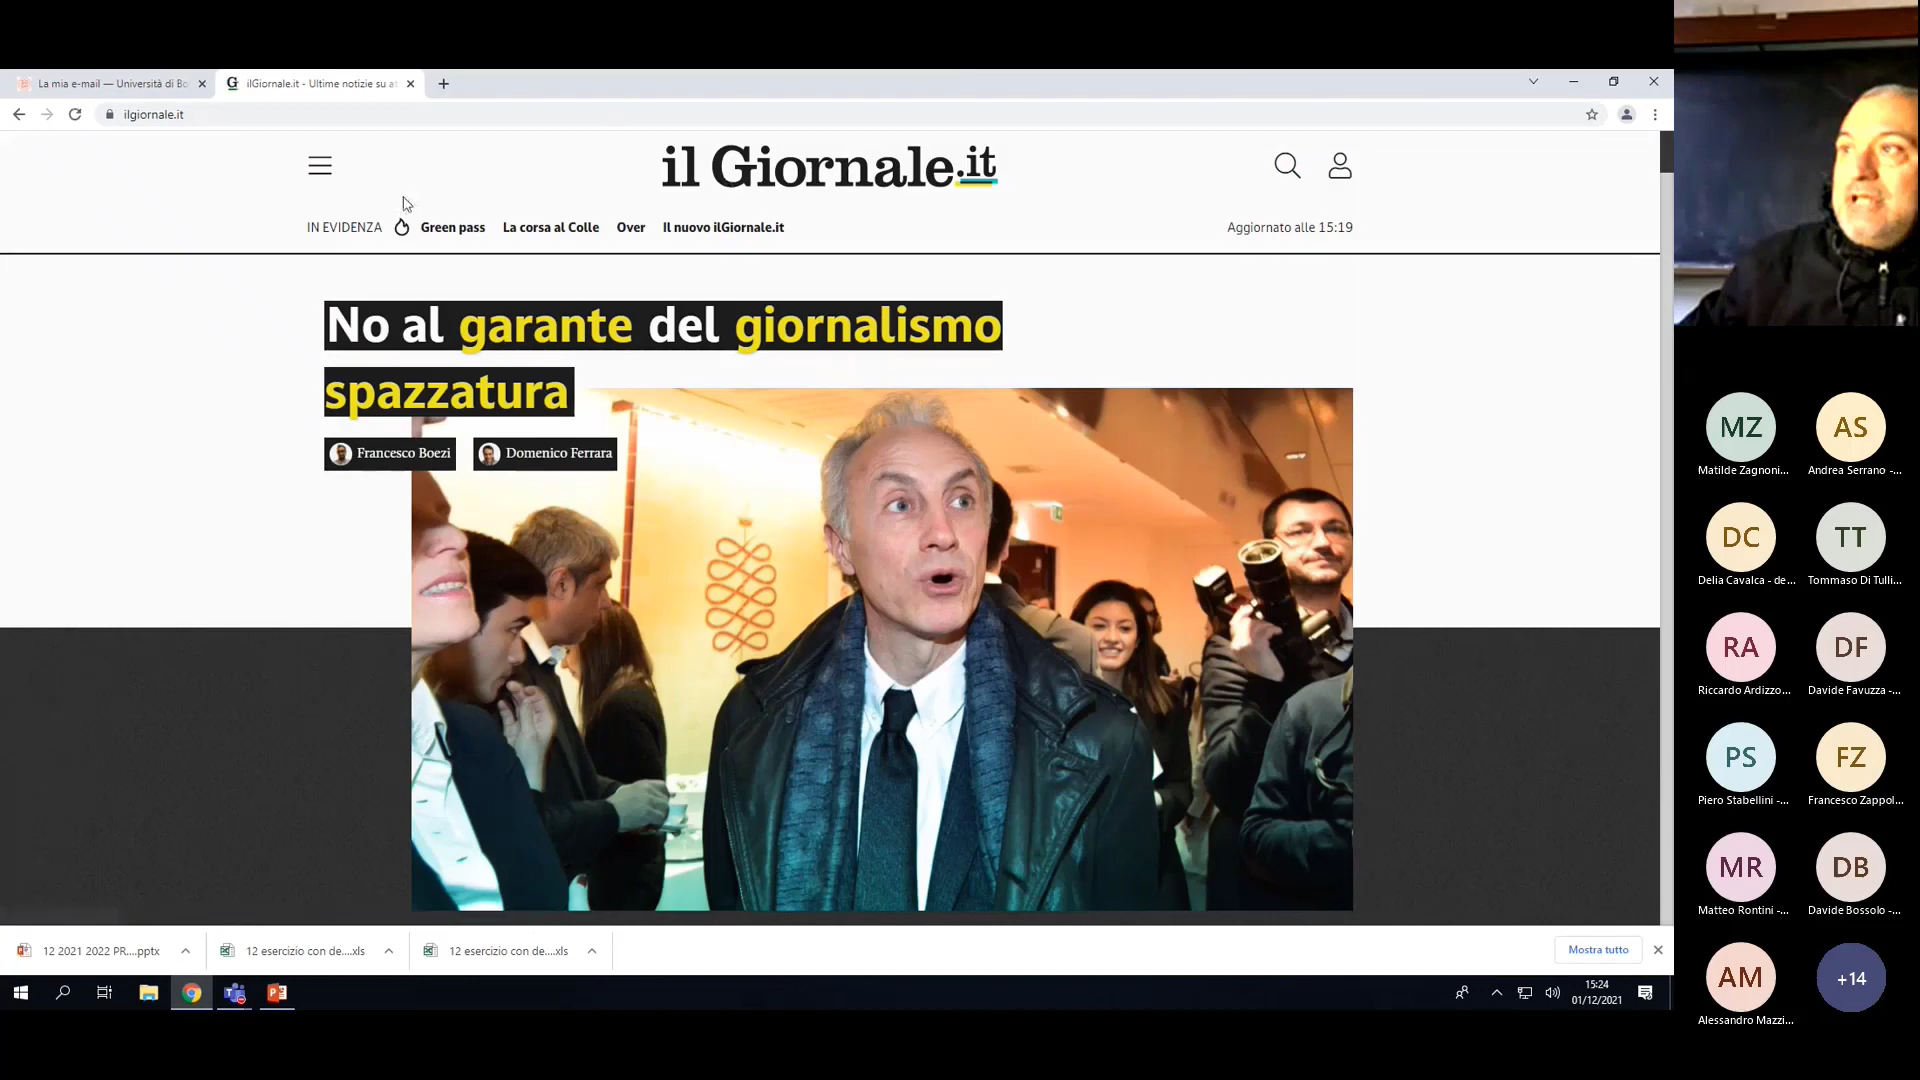 La mia e-mail — Università di Bo
ilGiornale.it - Ultime notizie su at
ilgiornale.it
il Giornale.it
IN EVIDENZA Green pass La corsa al Colle Over Il nuovo ilGiornale.it
Aggiornato alle 15:19
No al garante del giornalismo
spazzatura
Francesco Boezi Domenico Ferrara
12 2021 2022 PR....pptx
12 esercizio con de....xls
12 esercizio con de....xls
Mostra tutto
15:24
01/12/2021
MZ
Matilde Zagnoni...
AS
Andrea Serrano -...
DC
Delia Cavalca - de...
TT
Tommaso Di Tulli...
RA
Riccardo Ardizzo...
DF
Davide Favuzza -...
PS
Piero Stabellini -...
FZ
Francesco Zappol...
MR
Matteo Rontini -...
DB
Davide Bossolo -...
AM
Alessandro Mazzi...
+14